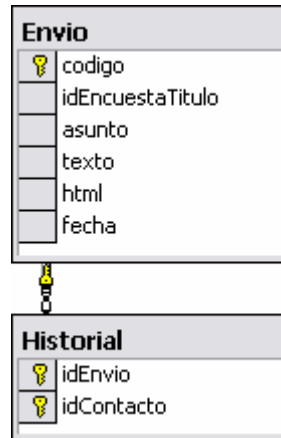 Envio
codigo
idEncuestaTitulo
asunto
texto
html
fecha
Historial
idEnvio
idContacto